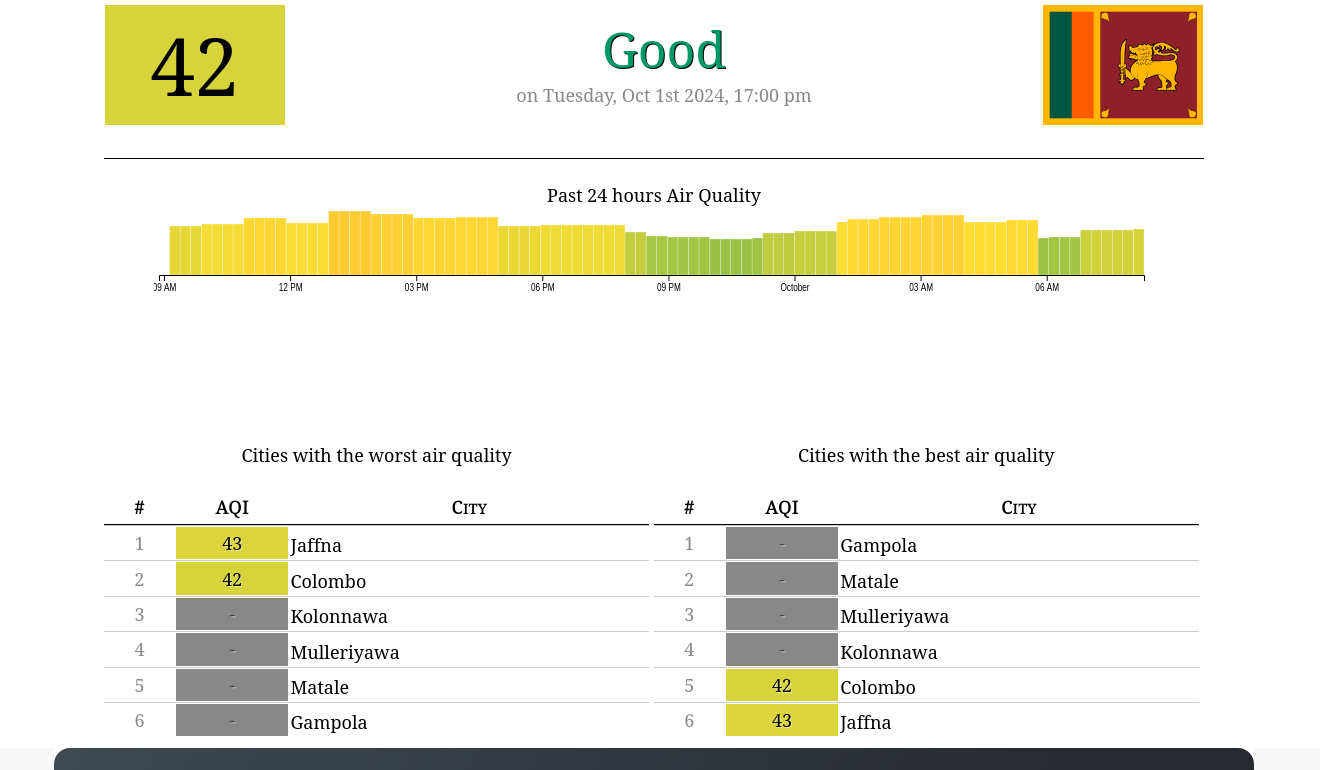 42
Good
on Tuesday, Oct 1st 2024, 17:00 pm
Past 24 hours Air Quality
09 AM 12 PM 03 PM 06 PM 09 PM October 03 AM 06 AM
Cities with the worst air quality
# AQI City
1 43 Jaffna
2 42 Colombo
3 - Kolonnawa
4 - Mulleriyawa
5 - Matale
6 - Gampola
Cities with the best air quality
# AQI City
1 - Gampola
2 - Matale
3 - Mulleriyawa
4 - Kolonnawa
5 42 Colombo
6 43 Jaffna